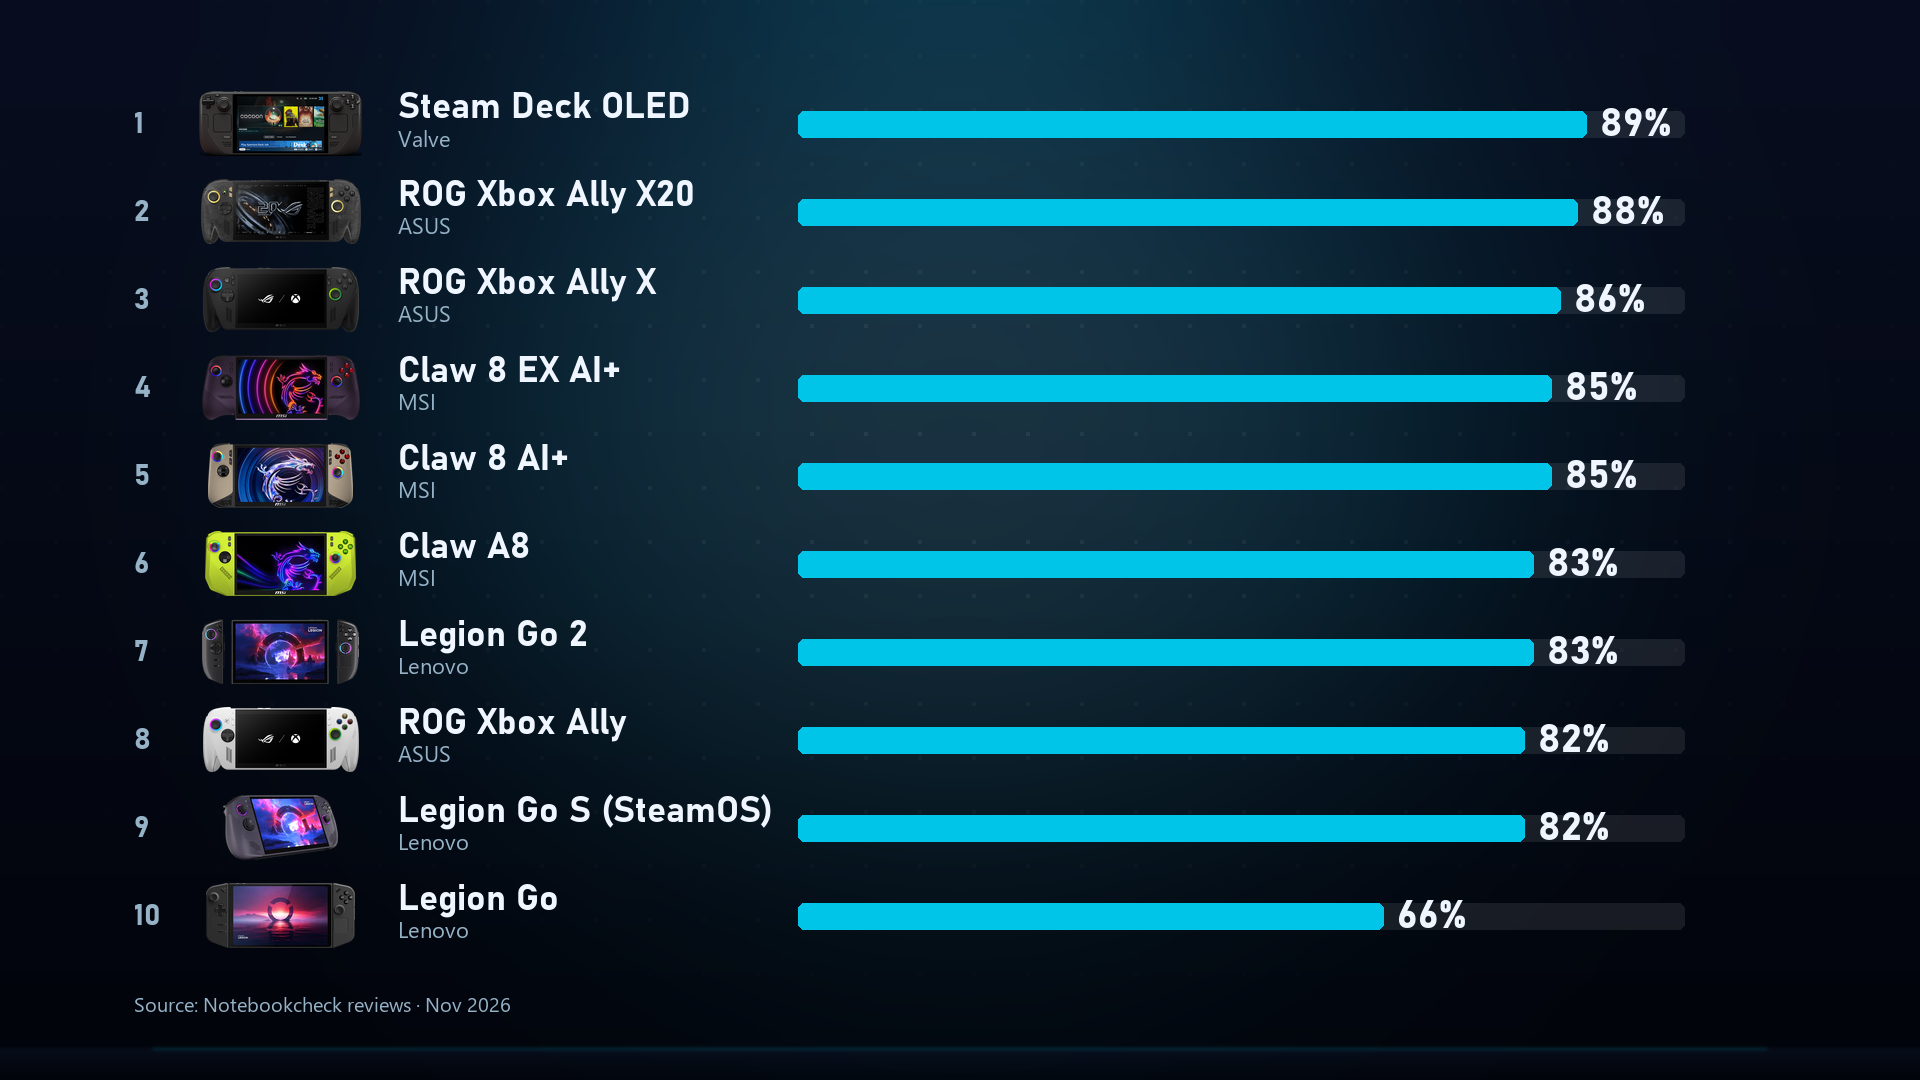 1
Steam Deck OLED
Valve
89%
2
ROG Xbox Ally X20
ASUS
88%
3
ROG Xbox Ally X
ASUS
86%
4
Claw 8 EX AI+
MSI
85%
5
Claw 8 AI+
MSI
85%
6
Claw A8
MSI
83%
7
Legion Go 2
Lenovo
83%
8
ROG Xbox Ally
ASUS
82%
9
Legion Go S (SteamOS)
Lenovo
82%
10
Legion Go
Lenovo
66%
Source: Notebookcheck reviews · Nov 2026